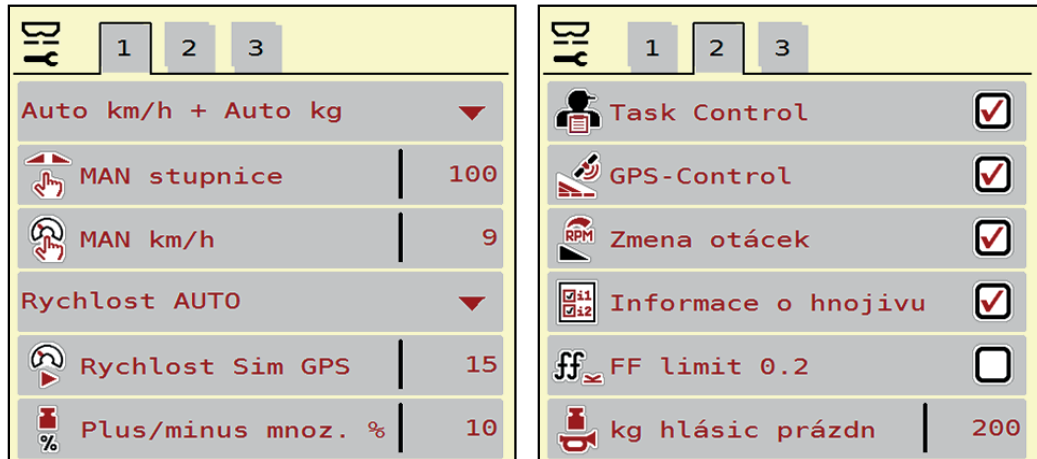 1 2 3
Auto km/h + Auto kg
MAN stupnice 100
MAN km/h 9
Rychlost AUTO
Rychlost Sim GPS 15
% Plus/minus mnoz. % 10
1 2 3
Task Control
GPS-Control
RPM Zmena otácek
i1 i2 Informace o hnojivu
ff FF limit 0.2
kg hlásic prázdn 200